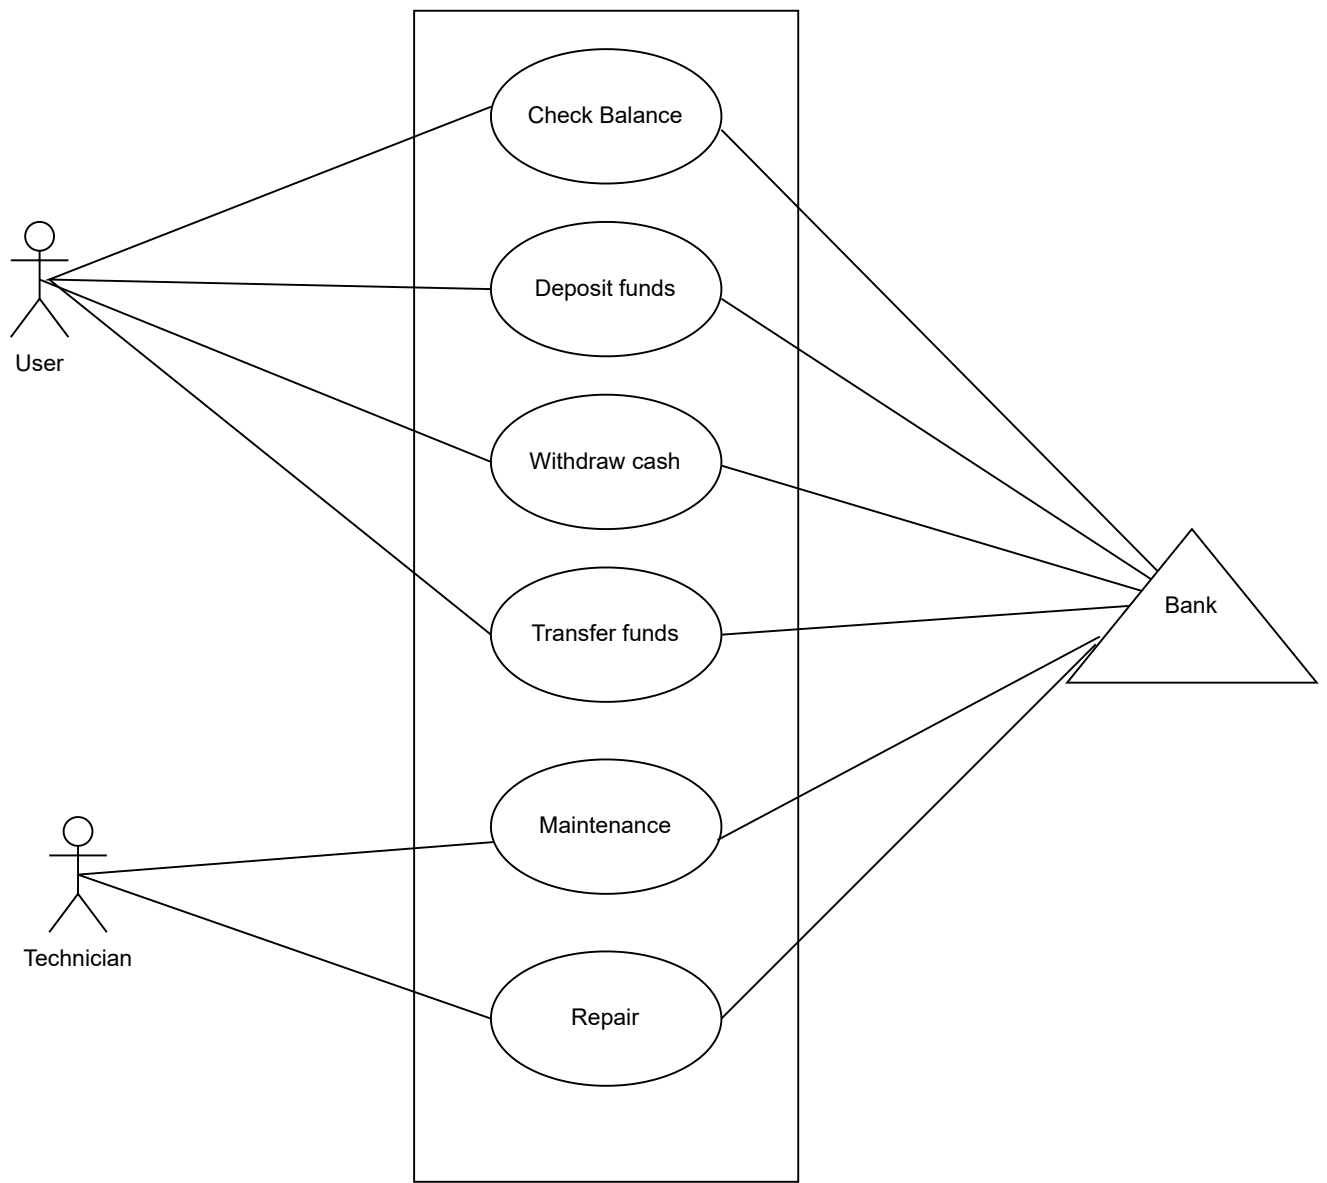 Check Balance
Deposit funds
User
Withdraw cash
Transfer funds
Bank
Maintenance
Technician
Repair